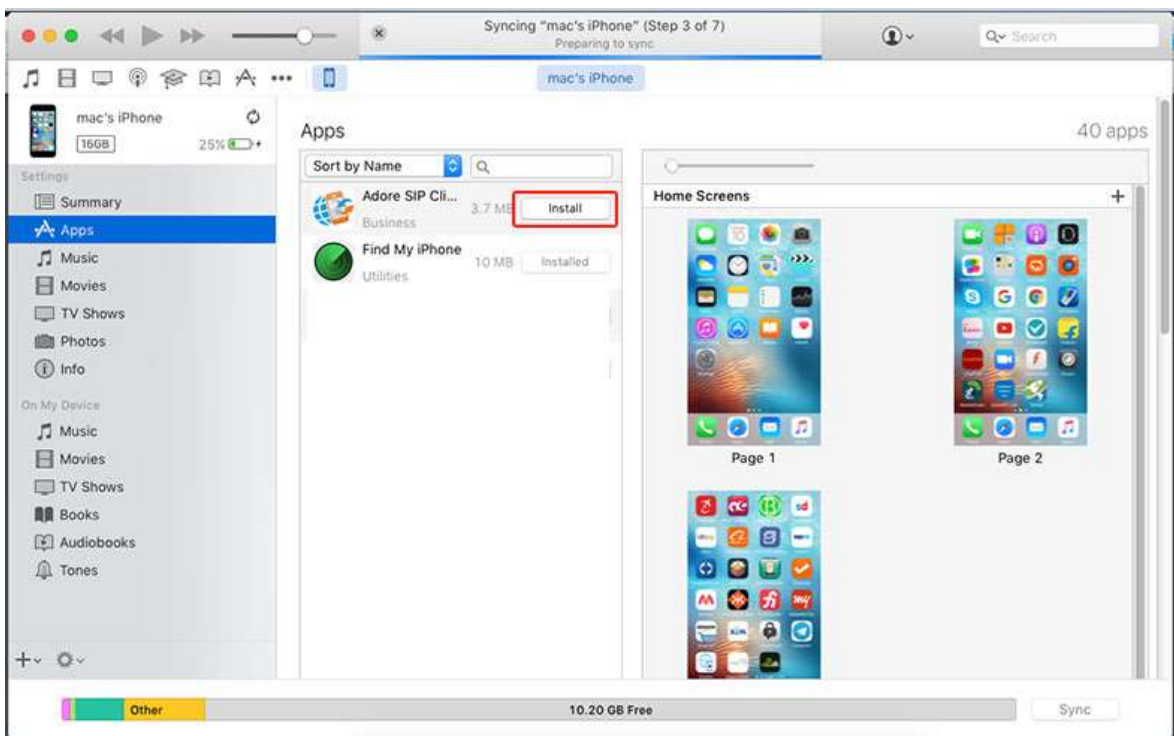 Syncing "mac's iPhone" (Step 3 of 7)
Preparing to sync
Search
mac's iPhone
mac's iPhone
16GB
25%
Settings
Summary
Apps
Music
Movies
TV Shows
Photos
Info
On My Device
Music
Movies
TV Shows
Books
Audiobooks
Tones
Apps
40 apps
Sort by Name
Adore SIP Cli...
Business
3.7 MB
Install
Find My iPhone
Utilities
10 MB
Installed
Home Screens
Page 1
Page 2
Other
10.20 GB Free
Sync